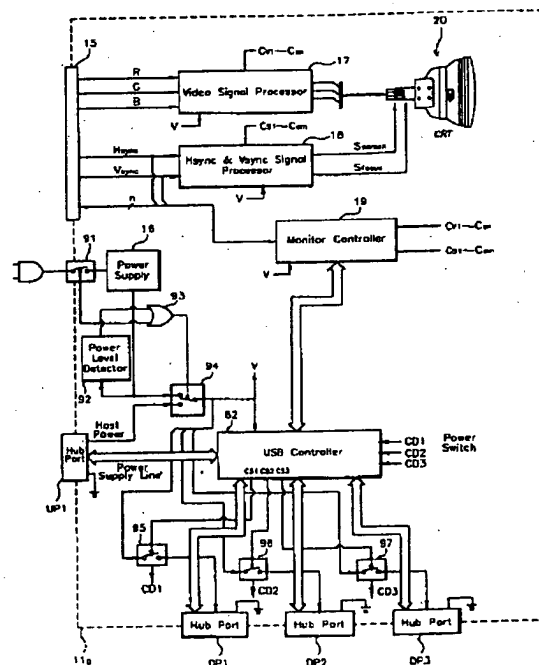 20
15
R
G
B
Video Signal Processor
17
V
CRT
Hsync
Vsync
n
Hsync & Vsync Signal
Processor
18
V
Sfocus
19
Monitor Controller
V
91
16
Power
Supply
93
Power
Level
Detector
92
94
V
Host
Power
62
USB Controller
CD1
CD2
CD3
Power
Switch
Hub
Port
UP1
Power
Supply Line
CS1 CS2 CS3
95
CD1
96
CD2
97
CD3
Hub Port
Hub Port
Hub Port
DP1
DP2
DP3